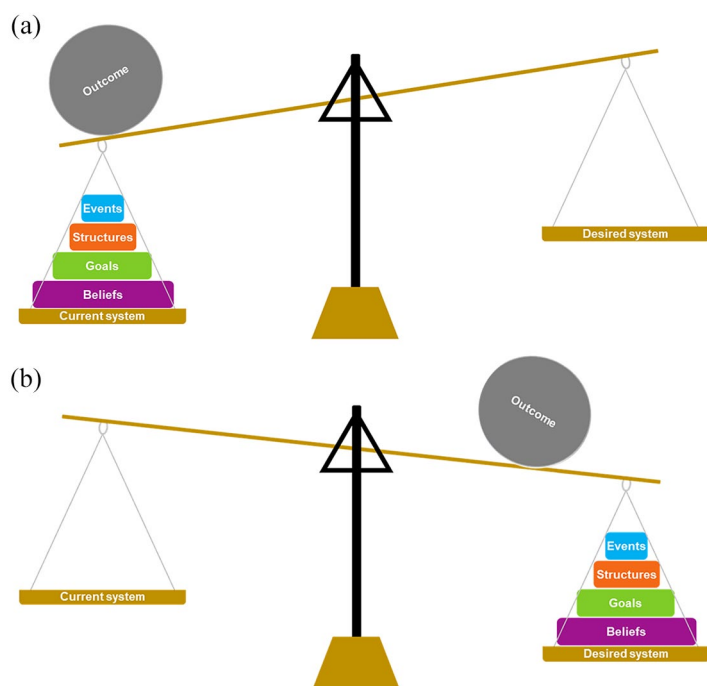 (a)
Outcome
Events
Structures
Goals
Beliefs
Current system
Desired system
(b)
Outcome
Current system
Events
Structures
Goals
Beliefs
Desired system